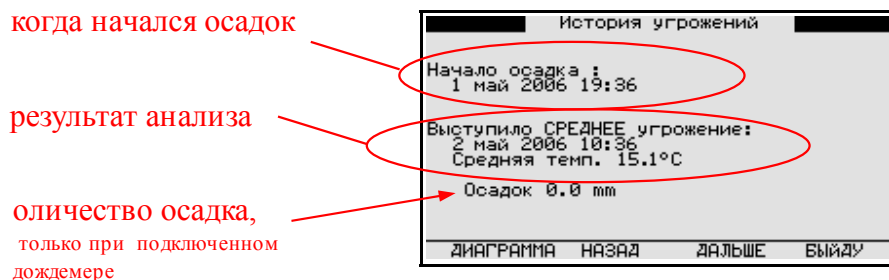 когда начался осадок
результат анализа
оличество осадка,
только при подключенном
дождемере
История угрожений
Начало осадка :
1 май 2006 19:36
Выступило СРЕДНЕЕ угрожение:
2 май 2006 10:36
Средняя темп. 15.1°C
Осадок 0.0 mm
ДИАГРАММА НАЗАД ДАЛЬШЕ ВЫЙДУ